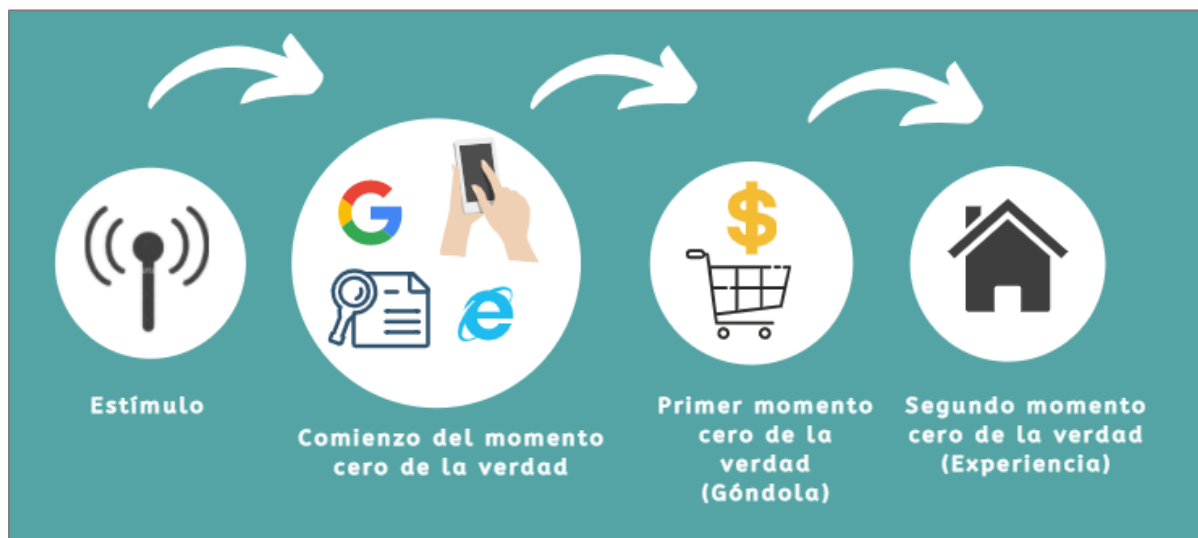 Estímulo
Comienzo del momento
cero de la verdad
Primer momento
cero de la
verdad
(Góndola)
Segundo momento
cero de la verdad
(Experiencia)